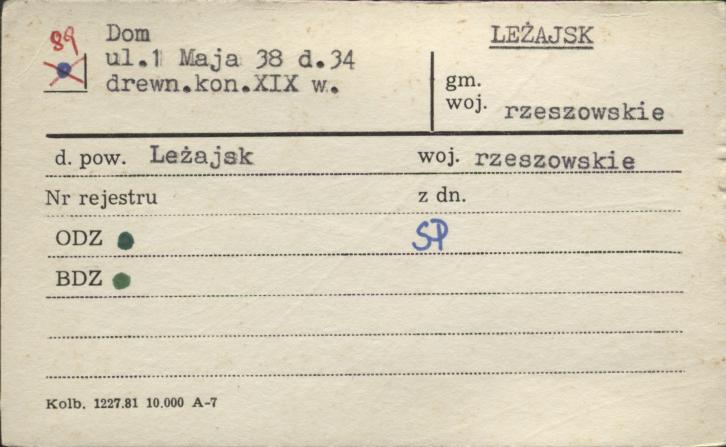 89
Dom
ul.1 Maja 38 d.34
drewn.kon.XIX w.
LEŻAJSK
gm.
woj. rzeszowskie
d. pow. Leżajsk woj. rzeszowskie
Nr rejestru z dn.
ODZ SP
BDZ
Kolb. 1227.81 10.000 A-7